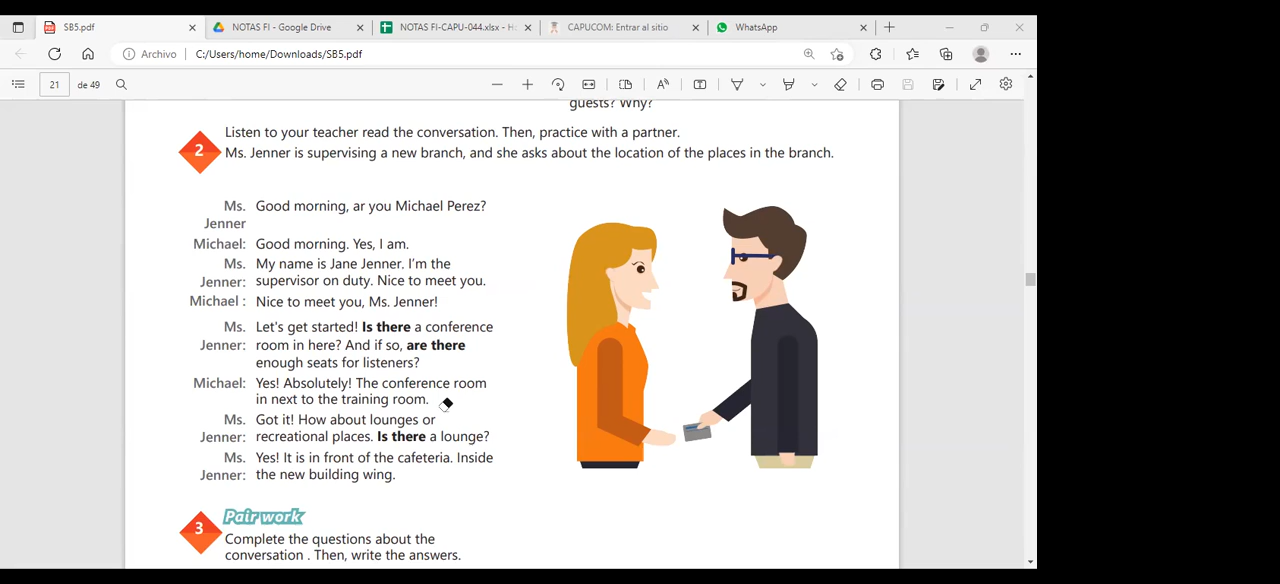 SB5.pdf
NOTAS FI - Google Drive
NOTAS FI-CAPU-044.xlsx - H
CAPUCOM: Entrar al sitio
WhatsApp
Archivo
C:/Users/home/Downloads/SB5.pdf
21
de 49
guests? Why?
2
Listen to your teacher read the conversation. Then, practice with a partner.
Ms. Jenner is supervising a new branch, and she asks about the location of the places in the branch.
Ms. Good morning, ar you Michael Perez?
Jenner
Michael: Good morning. Yes, I am.
Ms. My name is Jane Jenner. I'm the
Jenner: supervisor on duty. Nice to meet you.
Michael : Nice to meet you, Ms. Jenner!
Ms. Let's get started! Is there a conference
Jenner: room in here? And if so, are there
enough seats for listeners?
Michael: Yes! Absolutely! The conference room
in next to the training room.
Ms. Got it! How about lounges or
Jenner: recreational places. Is there a lounge?
Ms. Yes! It is in front of the cafeteria. Inside
Jenner: the new building wing.
3
Pair work
Complete the questions about the
conversation . Then, write the answers.